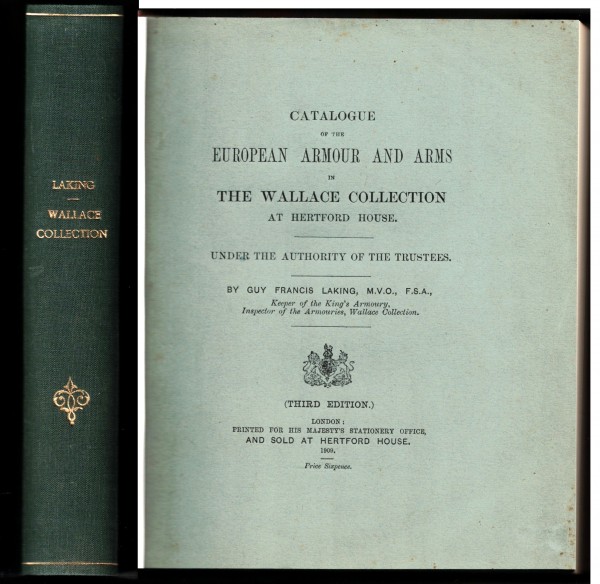 LAKING
WALLACE
COLLECTION
CATALOGUE
OF THE
EUROPEAN ARMOUR AND ARMS
IN
THE WALLACE COLLECTION
AT HERTFORD HOUSE.
UNDER THE AUTHORITY OF THE TRUSTEES.
BY GUY FRANCIS LAKING, M.V.O., F.S.A.,
Keeper of the King's Armoury,
Inspector of the Armouries, Wallace Collection.
(THIRD EDITION.)
LONDON:
PRINTED FOR HIS MAJESTY'S STATIONERY OFFICE,
AND SOLD AT HERTFORD HOUSE.
Price Sixpence.